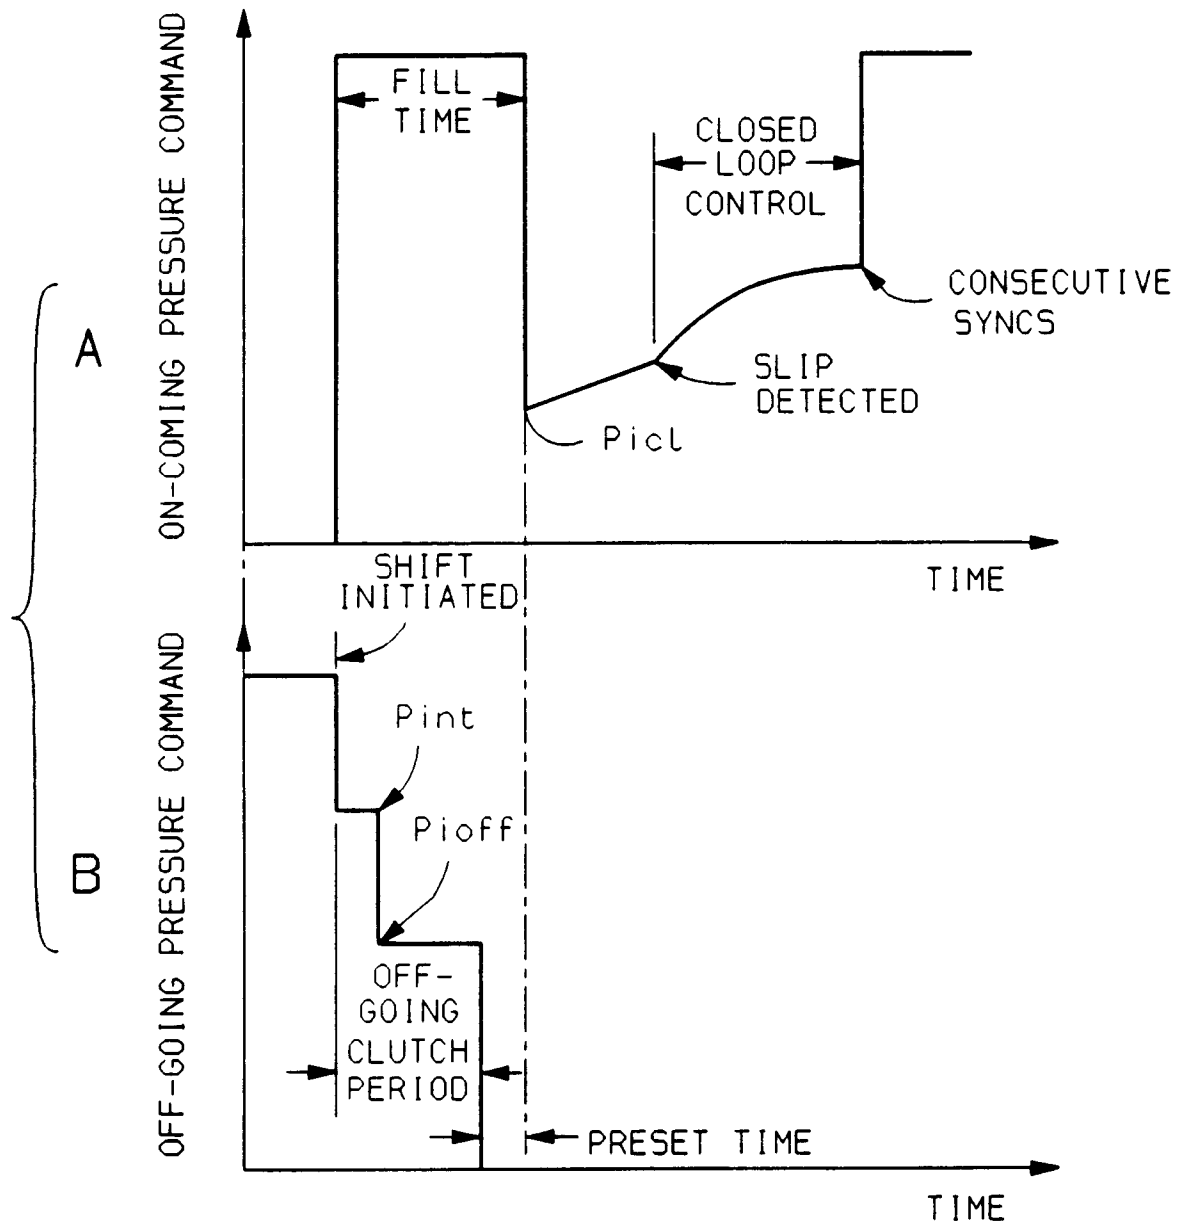 ON-COMING PRESSURE COMMAND
FILL
TIME
CLOSED
LOOP
CONTROL
CONSECUTIVE
SYNCS
A
SLIP
DETECTED
Picl
TIME
SHIFT
INITIATED
OFF-GOING PRESSURE COMMAND
Pint
Pioff
B
OFF-
GOING
CLUTCH
PERIOD
PRESET TIME
TIME